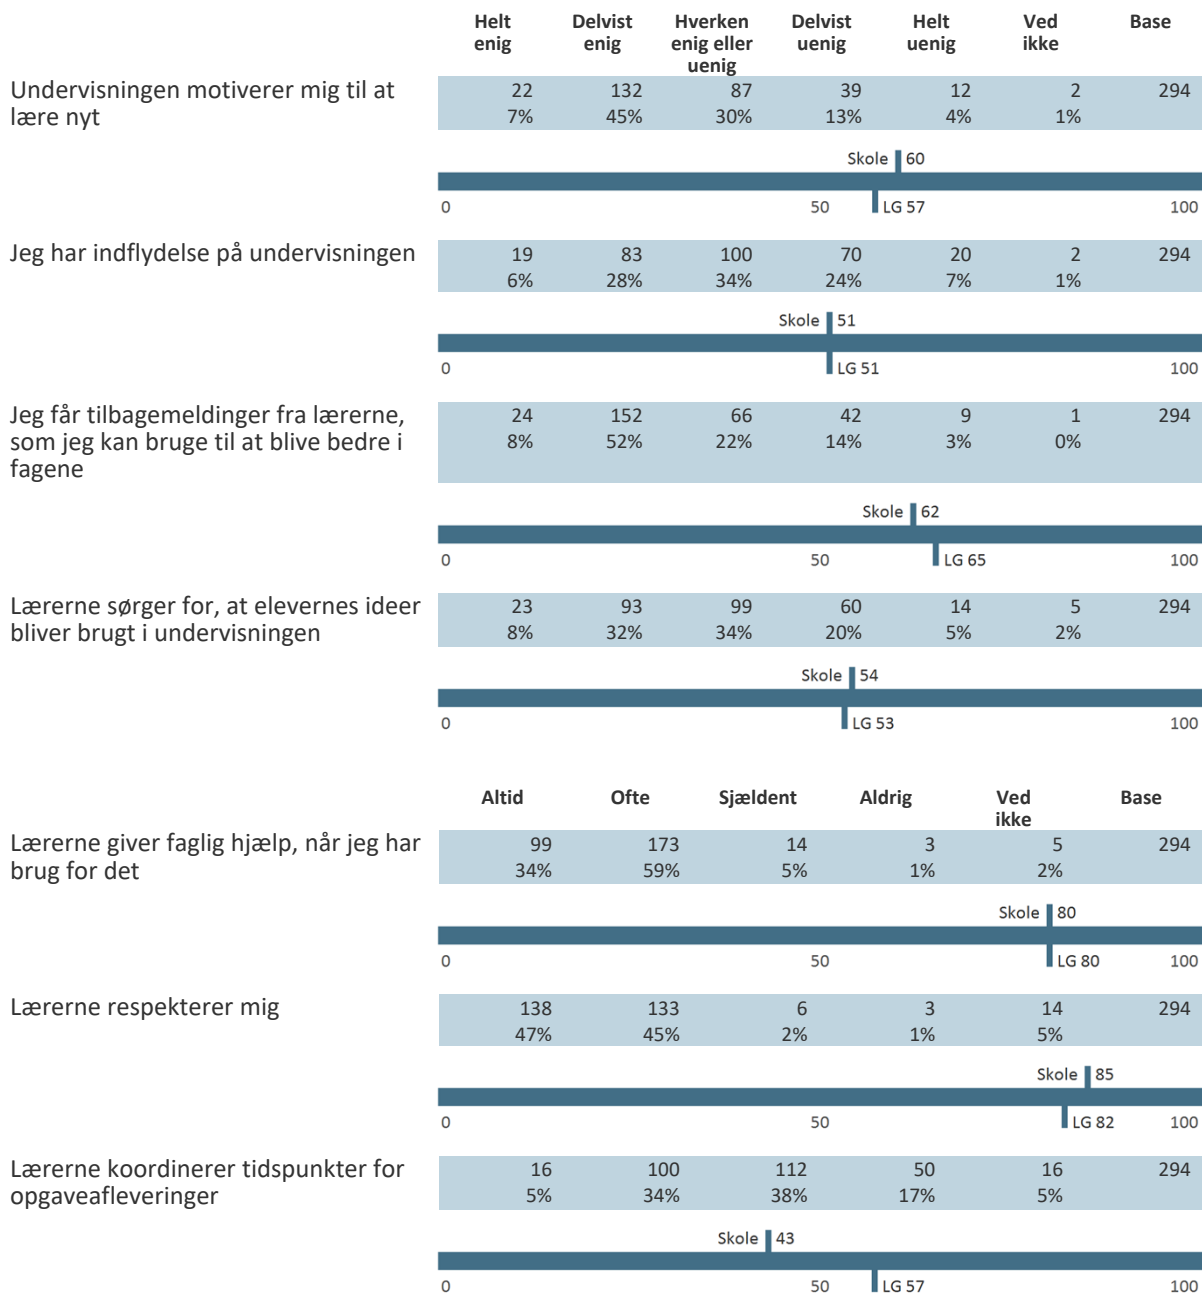 Helt enig Delvist enig Hverken enig eller uenig Delvist uenig Helt uenig Ved ikke Base
Undervisningen motiverer mig til at 22 132 87 39 12 2 294
lære nyt 7% 45% 30% 13% 4% 1%
Skole 60
0 50 LG 57 100
Jeg har indflydelse på undervisningen 19 83 100 70 20 2 294
6% 28% 34% 24% 7% 1%
Skole 51
0 LG 51 100
Jeg får tilbagemeldinger fra lærerne, 24 152 66 42 9 1 294
som jeg kan bruge til at blive bedre i 8% 52% 22% 14% 3% 0%
fagene
Skole 62
0 50 LG 65 100
Lærerne sørger for, at elevernes ideer 23 93 99 60 14 5 294
bliver brugt i undervisningen 8% 32% 34% 20% 5% 2%
Skole 54
0 LG 53 100
Altid Ofte Sjældent Aldrig Ved ikke Base
Lærerne giver faglig hjælp, når jeg har 99 173 14 3 5 294
brug for det 34% 59% 5% 1% 2%
Skole 80
0 50 LG 80 100
Lærerne respekterer mig 138 133 6 3 14 294
47% 45% 2% 1% 5%
Skole 85
0 50 LG 82 100
Lærerne koordinerer tidspunkter for 16 100 112 50 16 294
opgaveafleveringer 5% 34% 38% 17% 5%
Skole 43
0 50 LG 57 100